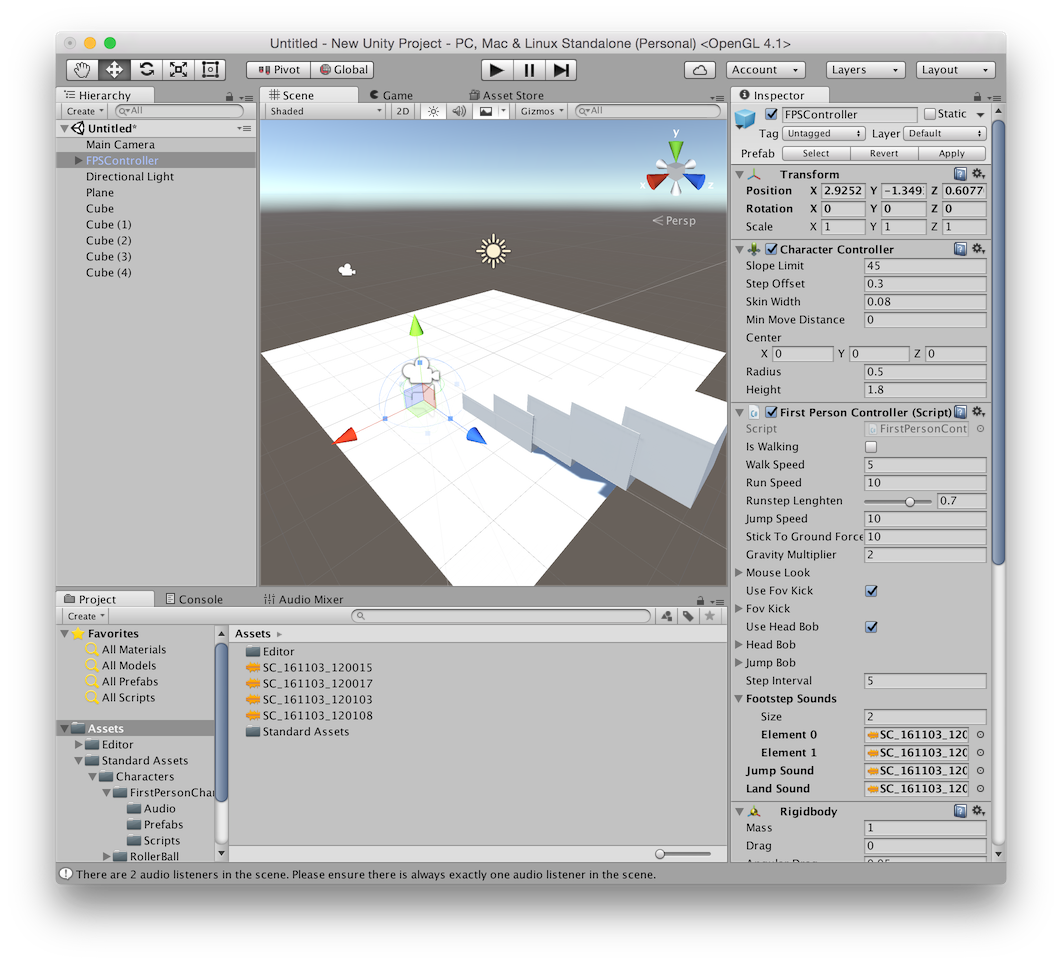 Untitled - New Unity Project - PC, Mac & Linux Standalone (Personal) <OpenGL 4.1>
Pivot Global Account Layers Layout
Hierarchy
Create All
Untitled*
Main Camera
FPSController
Directional Light
Plane
Cube
Cube (1)
Cube (2)
Cube (3)
Cube (4)
Scene Game Asset Store
Shaded 2D Gizmos All
y
x
z
Persp
Inspector
FPSController Static
Tag Untagged Layer Default
Prefab Select Revert Apply
Transform
Position X 2.9252 Y -1.349 Z 0.6077
Rotation X 0 Y 0 Z 0
Scale X 1 Y 1 Z 1
Character Controller
Slope Limit 45
Step Offset 0.3
Skin Width 0.08
Min Move Distance 0
Center
X 0 Y 0 Z 0
Radius 0.5
Height 1.8
First Person Controller (Script)
Script FirstPersonCont
Is Walking
Walk Speed 5
Run Speed 10
Runstep Lenghten 0.7
Jump Speed 10
Stick To Ground Force 10
Gravity Multiplier 2
Mouse Look
Use Fov Kick
Fov Kick
Use Head Bob
Head Bob
Jump Bob
Step Interval 5
Footstep Sounds
Size 2
Element 0 SC_161103_120
Element 1 SC_161103_120
Jump Sound SC_161103_120
Land Sound SC_161103_120
Rigidbody
Mass 1
Drag 0
Project Console Audio Mixer
Create
Favorites
All Materials
All Models
All Prefabs
All Scripts
Assets
Editor
Standard Assets
Characters
FirstPersonChar
Audio
Prefabs
Scripts
RollerBall
Assets
Editor
SC_161103_120015
SC_161103_120017
SC_161103_120103
SC_161103_120108
Standard Assets
There are 2 audio listeners in the scene. Please ensure there is always exactly one audio listener in the scene.